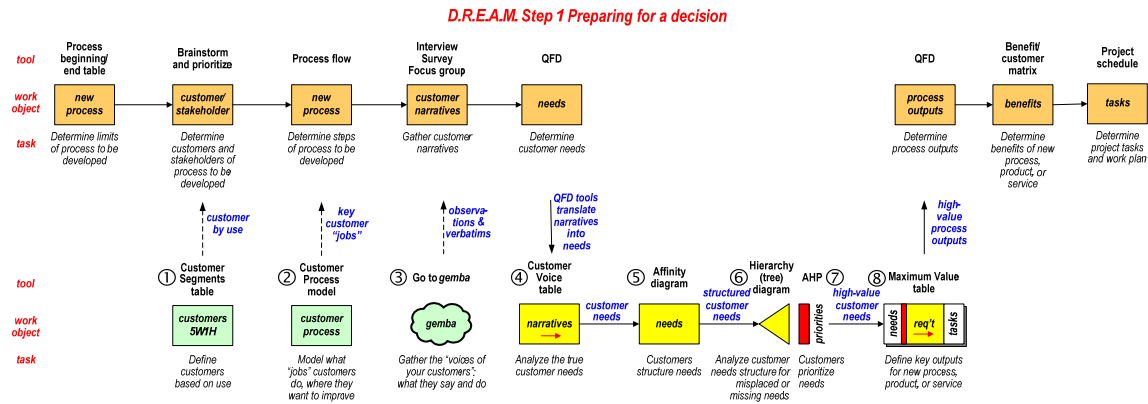 D.R.E.A.M. Step 1 Preparing for a decision
tool
Process
beginning/
end table
Brainstorm
and prioritize
Process flow
Interview
Survey
Focus group
QFD
QFD
Benefit/
customer
matrix
Project
schedule
work
object
new
process
customer/
stakeholder
new
process
customer
narratives
needs
process
outputs
benefits
tasks
task
Determine limits
of process to be
developed
Determine
customers and
stakeholders of
process to be
developed
Determine steps
of process to be
developed
Gather customer
narratives
Determine
customer needs
Determine
process outputs
Determine
benefits of new
process,
product, or
service
Determine
project tasks
and work plan
customer
by use
key
customer
"jobs"
observa-
tions &
verbatims
QFD tools
translate
narratives
into
needs
high-
value
process
outputs
tool
1
Customer
Segments
table
2
Customer
Process
model
3
Go to gemba
4
Customer
Voice
table
5
Affinity
diagram
6
Hierarchy
(tree)
diagram
AHP
7
8
Maximum Value
table
work
object
customers
5W1H
customer
process
gemba
narratives
customer
needs
needs
structured
customer
needs
priorities
high-value
customer
needs
needs
req't
tasks
task
Define
customers
based on use
Model what
"jobs" customers
do, where they
want to improve
Gather the "voices of
your customers":
what they say and do
Analyze the true
customer needs
Customers
structure needs
Analyze customer
needs structure for
misplaced or
missing needs
Customers
prioritize
needs
Define key outputs
for new process,
product, or service